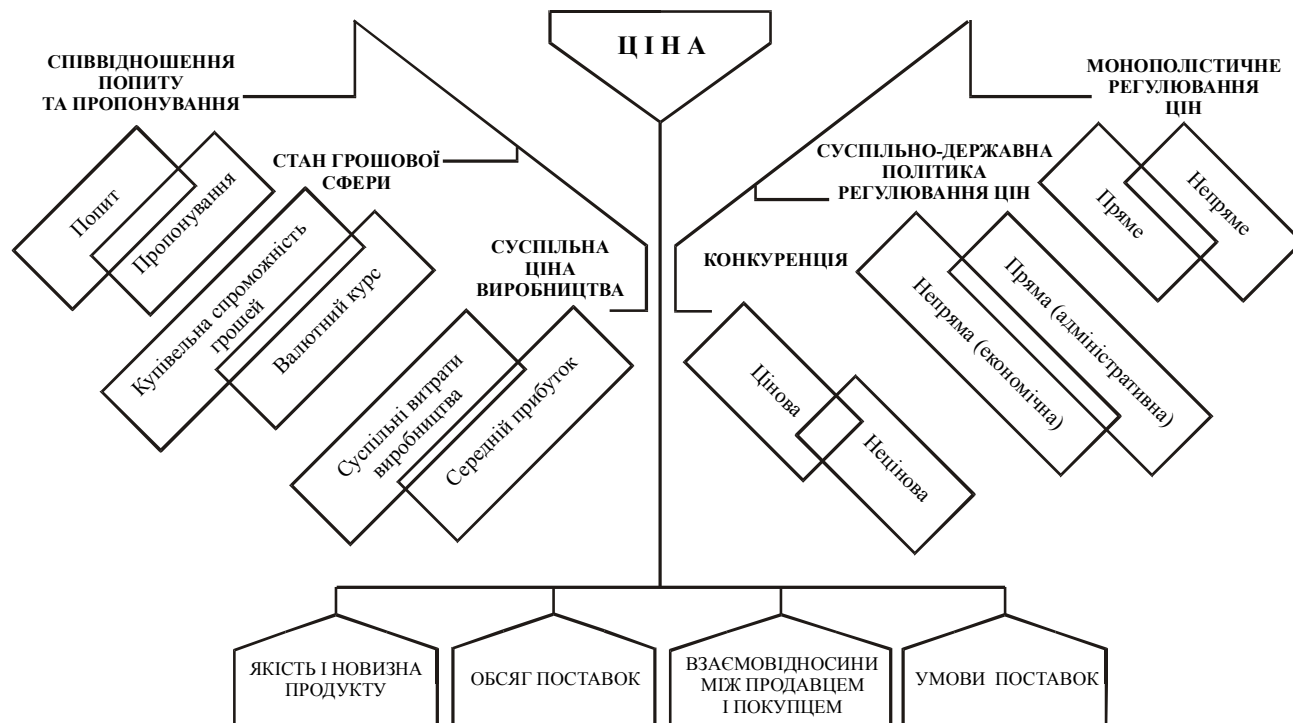 Ц І Н А
СПІВВІДНОШЕННЯ
ПОПИТУ
ТА ПРОПОНУВАННЯ
Попит
Пропонування
СТАН ГРОШОВОЇ
СФЕРИ
Купівельна спроможність
грошей
Валютний курс
СУСПІЛЬНА
ЦІНА
ВИРОБНИЦТВА
Суспільні витрати
виробництва
Середній прибуток
КОНКУРЕНЦІЯ
Цінова
Нецінова
СУСПІЛЬНО-ДЕРЖАВНА
ПОЛІТИКА
РЕГУЛЮВАННЯ ЦІН
Непряма (економічна)
Пряма (адміністративна)
МОНОПОЛІСТИЧНЕ
РЕГУЛЮВАННЯ
ЦІН
Пряме
Непряме
ЯКІСТЬ І НОВИЗНА
ПРОДУКТУ
ОБСЯГ ПОСТАВОК
ВЗАЄМОВІДНОСИНИ
МІЖ ПРОДАВЦЕМ
І ПОКУПЦЕМ
УМОВИ ПОСТАВОК